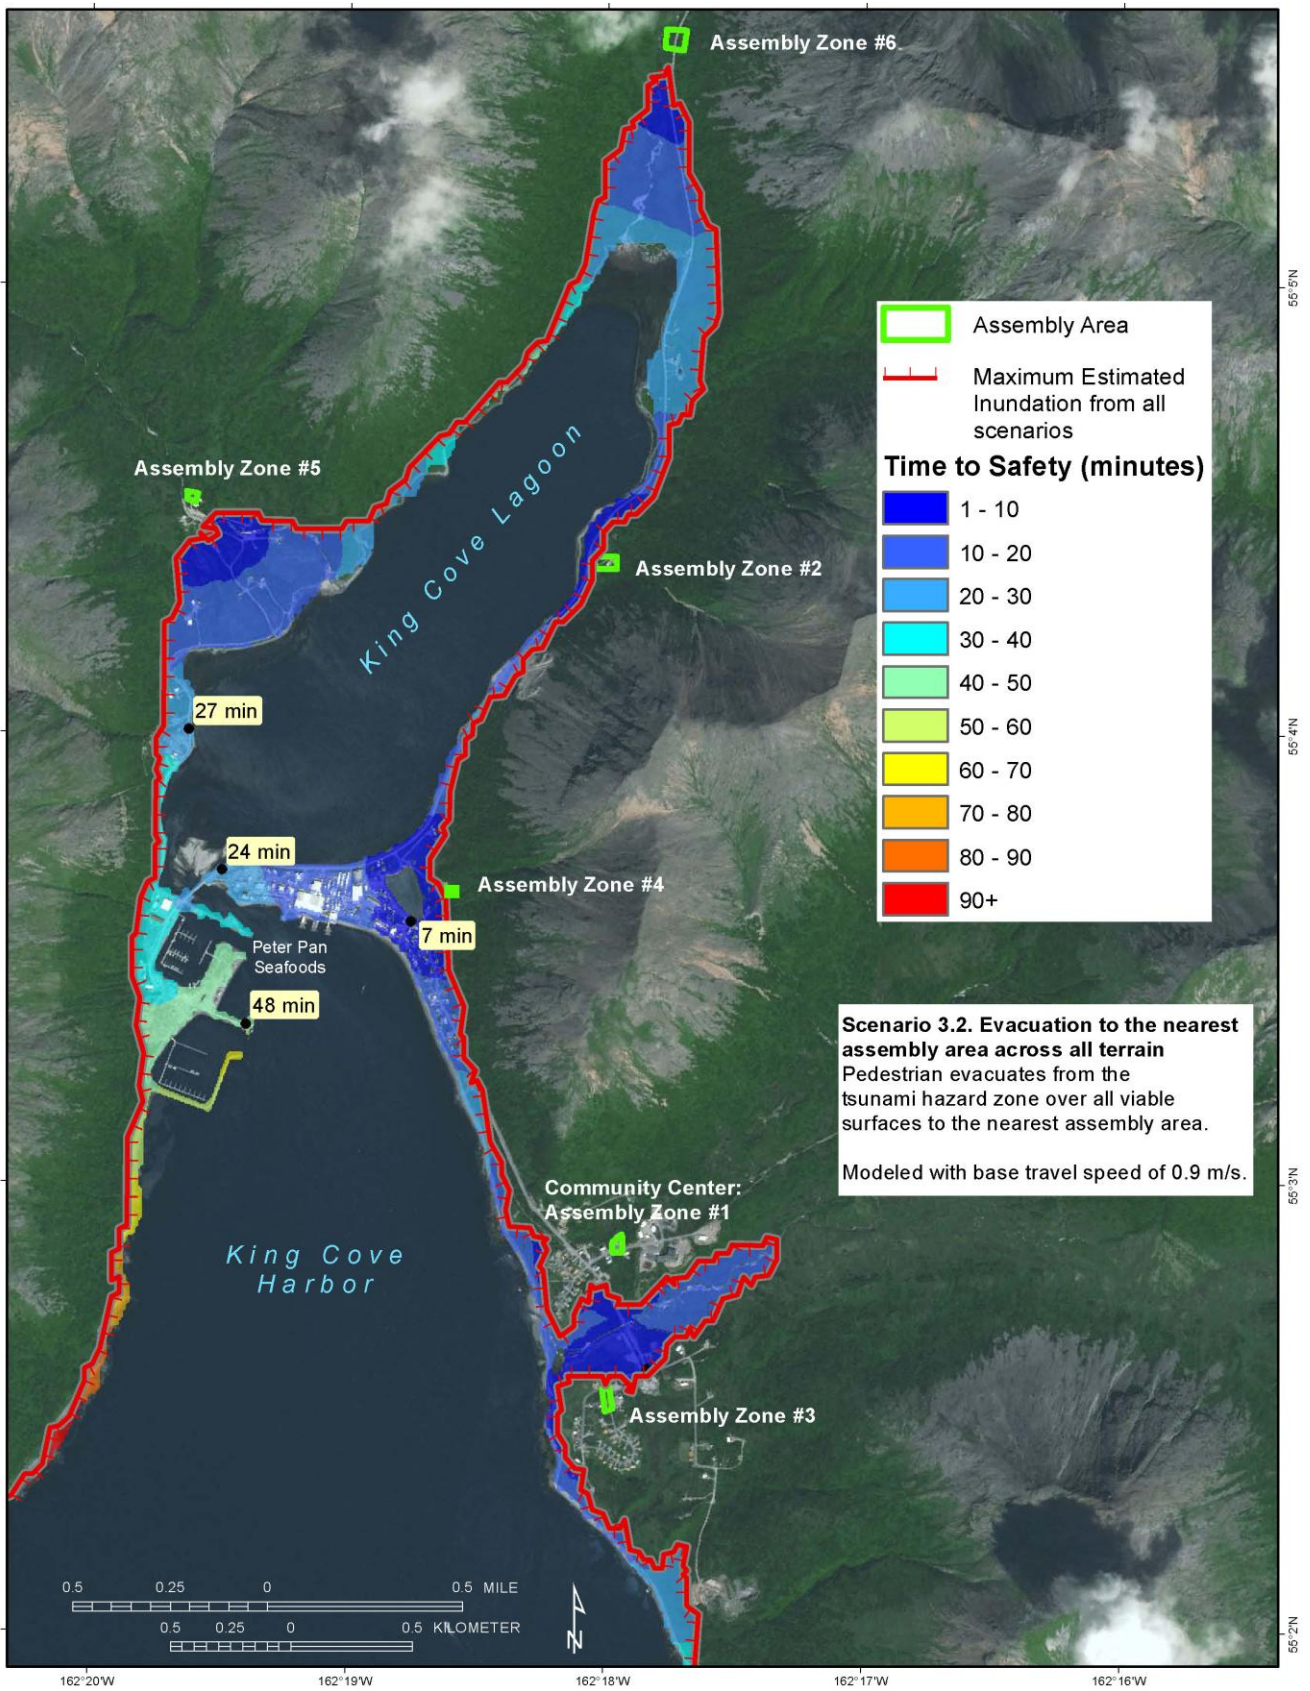 Assembly Zone #6
55°5'N
Assembly Area
Maximum Estimated
Inundation from all
scenarios
Time to Safety (minutes)
1 - 10
10 - 20
20 - 30
30 - 40
40 - 50
50 - 60
60 - 70
70 - 80
80 - 90
90+
King Cove Lagoon
Assembly Zone #5
Assembly Zone #2
27 min
55°4'N
24 min
Assembly Zone #4
7 min
Peter Pan
Seafoods
48 min
Scenario 3.2. Evacuation to the nearest
assembly area across all terrain
Pedestrian evacuates from the
tsunami hazard zone over all viable
surfaces to the nearest assembly area.
Modeled with base travel speed of 0.9 m/s.
55°3'N
Community Center:
Assembly Zone #1
King Cove
Harbor
Assembly Zone #3
0.5 0.25 0 0.5 MILE
0.5 0.25 0 0.5 KILOMETER
N
55°2'N
162°20'W 162°19'W 162°18'W 162°17'W 162°16'W